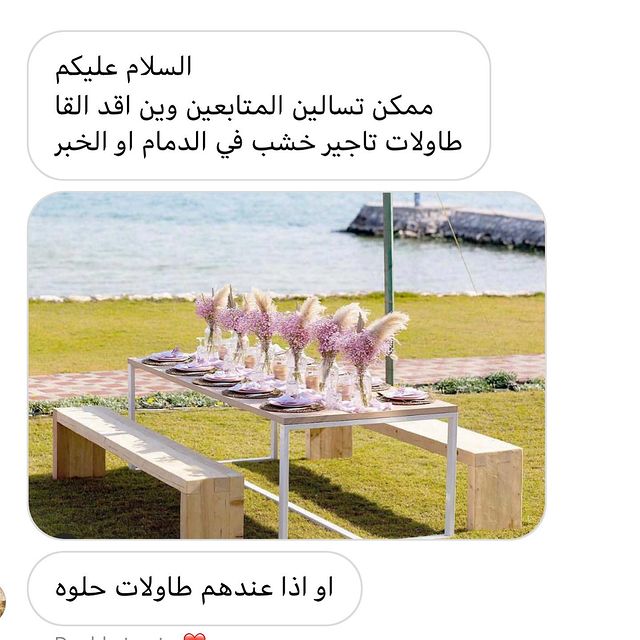 السلام عليكم
ممكن تسالين المتابعين وين اقد القا
طاولات تاجير خشب في الدمام او الخبر
او اذا عندهم طاولات حلوه